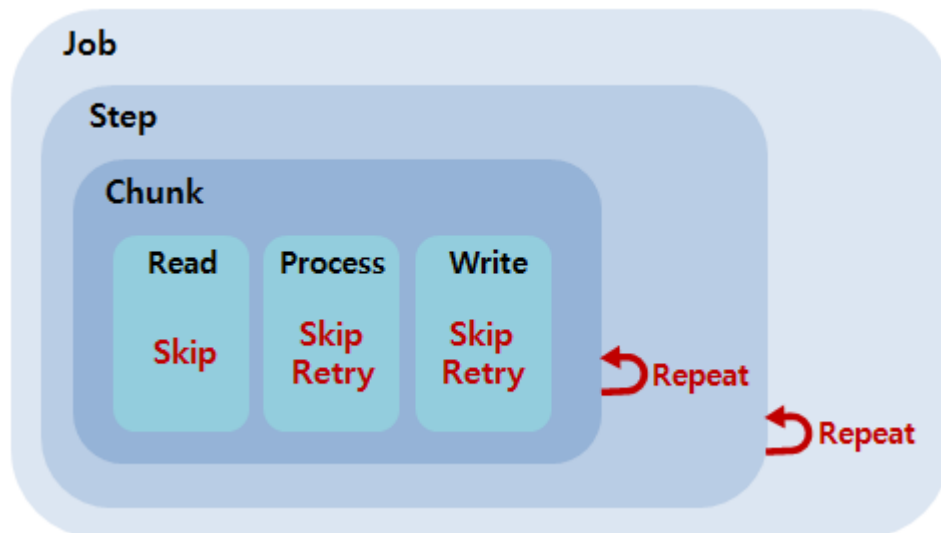 Job
Step
Chunk
Read
Skip
Process
Skip
Retry
Write
Skip
Retry
Repeat
Repeat